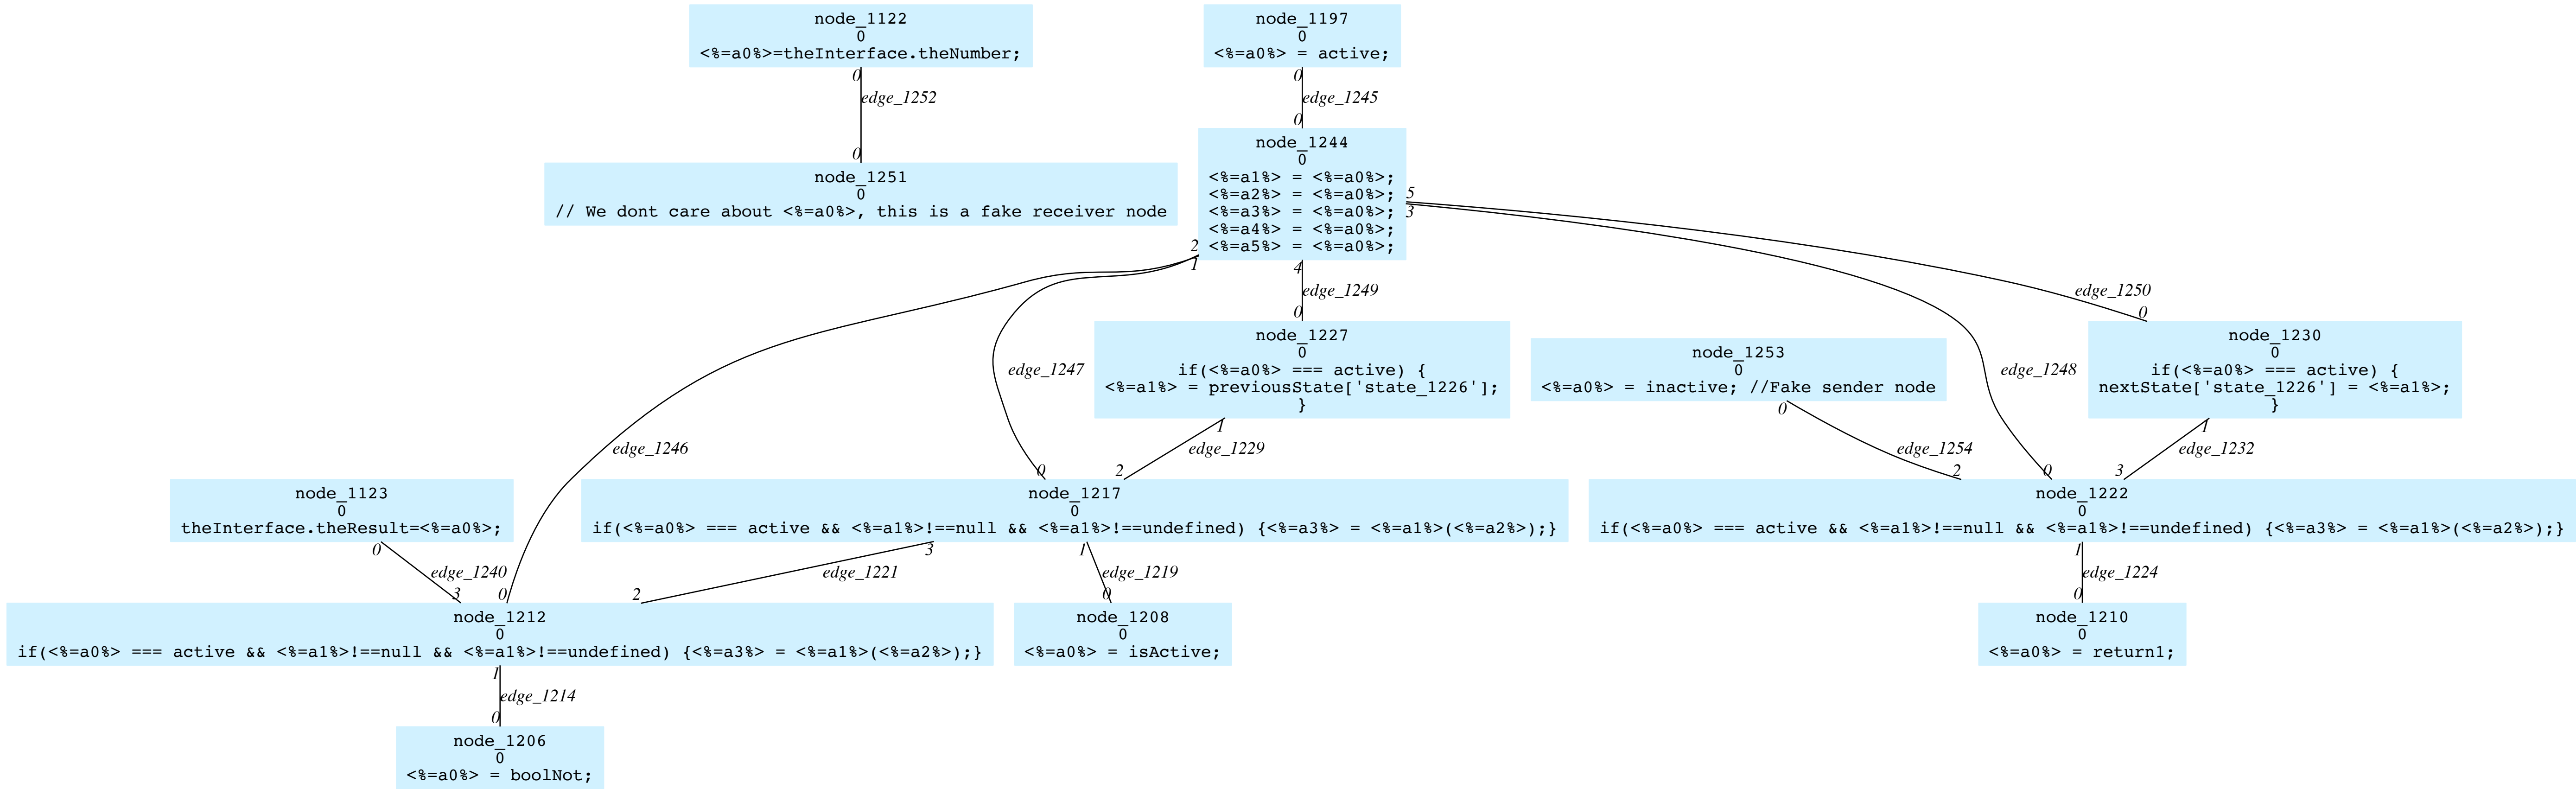 node_1122
0
<%=a0%>=theInterface.theNumber;
node_1197
0
<%=a0%> = active;
0
edge_1252
0
0
edge_1245
0
node_1251
0
// We dont care about <%=a0%>, this is a fake receiver node
node_1244
0
<%=a1%> = <%=a0%>;
<%=a2%> = <%=a0%>;
<%=a3%> = <%=a0%>;
<%=a4%> = <%=a0%>;
<%=a5%> = <%=a0%>;
5
3
2
1
4
edge_1249
0
edge_1250
0
node_1227
0
if(<%=a0%> === active) {
<%=a1%> = previousState['state_1226'];
}
node_1253
0
<%=a0%> = inactive; //Fake sender node
node_1230
0
if(<%=a0%> === active) {
nextState['state_1226'] = <%=a1%>;
}
edge_1247
edge_1248
edge_1246
1
edge_1229
2
0
0
edge_1254
2
0
1
edge_1232
3
node_1123
0
theInterface.theResult=<%=a0%>;
node_1217
0
if(<%=a0%> === active && <%=a1%>!==null && <%=a1%>!==undefined) {<%=a3%> = <%=a1%>(<%=a2%>);}
node_1222
0
if(<%=a0%> === active && <%=a1%>!==null && <%=a1%>!==undefined) {<%=a3%> = <%=a1%>(<%=a2%>);}
0
edge_1240
3
0
3
edge_1221
2
1
edge_1219
0
1
edge_1224
0
node_1212
0
if(<%=a0%> === active && <%=a1%>!==null && <%=a1%>!==undefined) {<%=a3%> = <%=a1%>(<%=a2%>);}
node_1208
0
<%=a0%> = isActive;
node_1210
0
<%=a0%> = return1;
1
edge_1214
0
node_1206
0
<%=a0%> = boolNot;